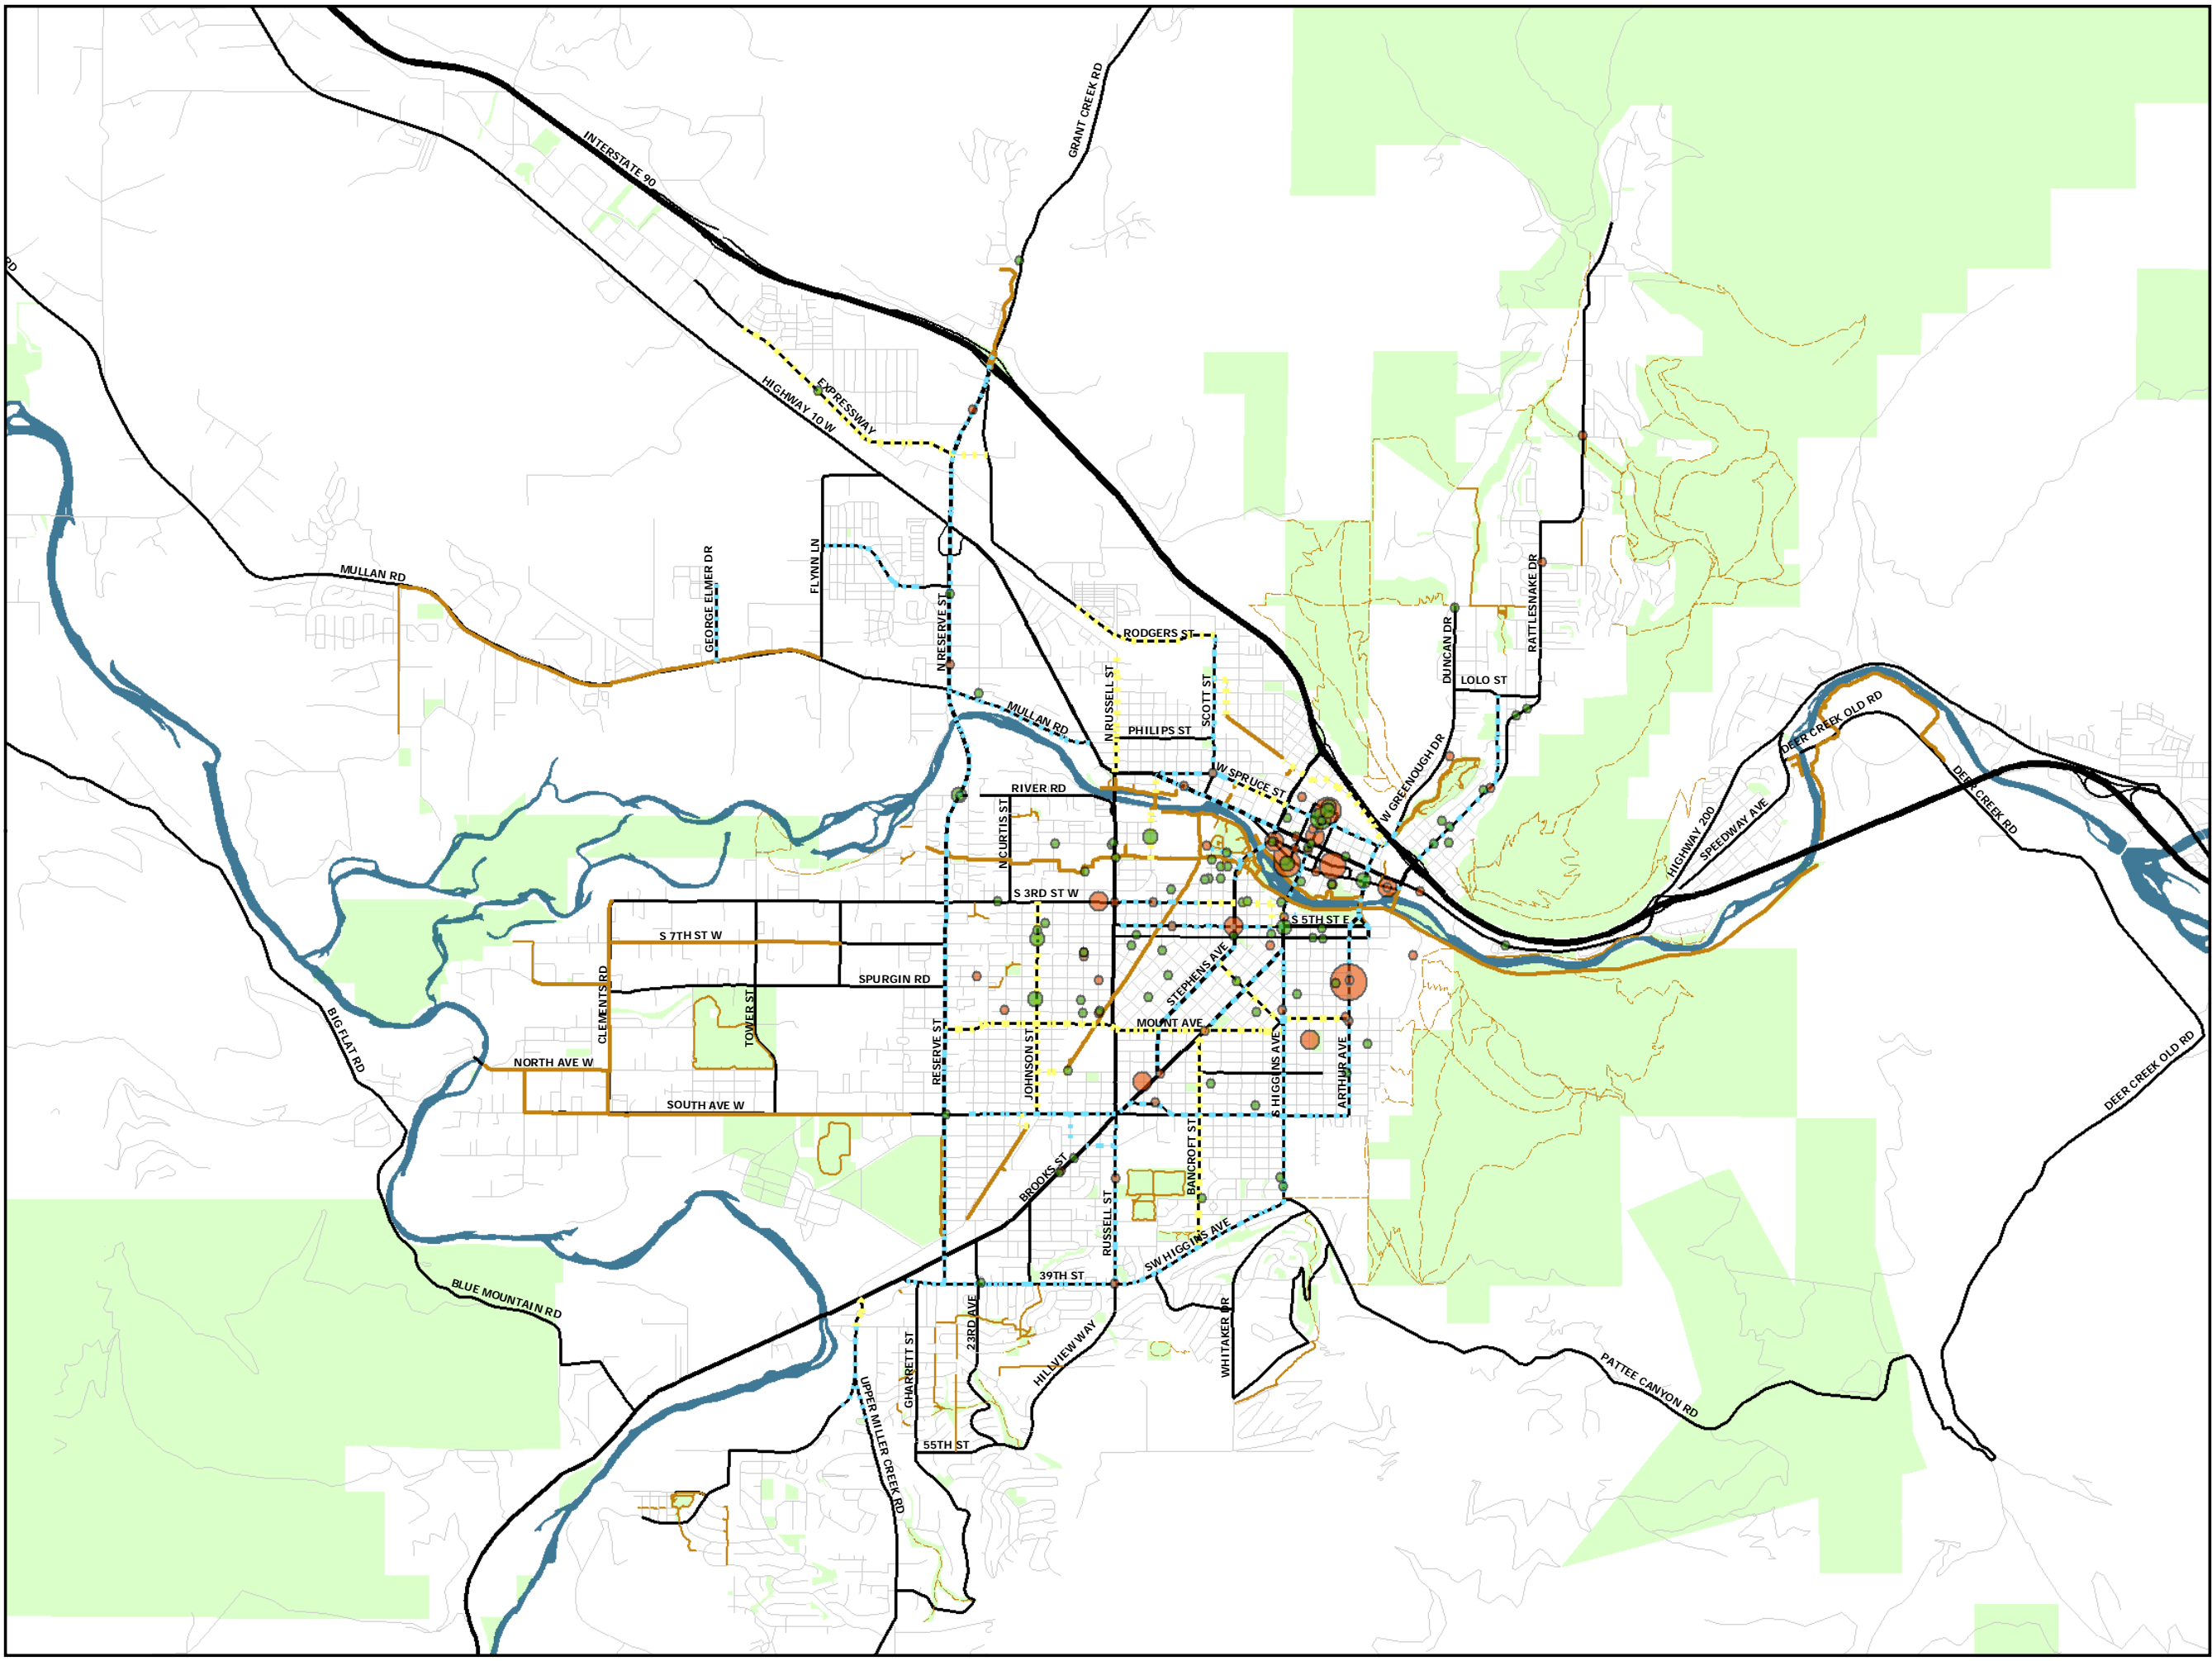 GRANT CREEK RD
INTERSTATE 90
RD
EXPRESSWAY
HIGHWAY 10 W
MULLAN RD
GEORGE ELMER DR
FLYNN LN
N RESERVE ST
RODGERS ST
N RUSSELL ST
SCOTT ST
DUNCAN DR
RATTLESNAKE DR
LOLO ST
MULLAN RD
PHILIPS ST
W SPRUCE ST
W GREENOUGH DR
DEER CREEK OLD RD
DEER CREEK RD
HIGHWAY 200
SPEEDWAY AVE
RIVER RD
N CURTIS ST
S 3RD ST W
S 5TH ST E
S 7TH ST W
SPURGIN RD
STEPHENS AVE
CLEMENTS RD
TOWER ST
MOUNT AVE
BIG FLAT RD
NORTH AVE W
RESERVE ST
JOHNSON ST
S HIGGINS AVE
ARTHUR AVE
SOUTH AVE W
DEER CREEK OLD RD
BROOKS ST
BANCROFT ST
RUSSELL ST
SW HIGGINS AVE
39TH ST
BLUE MOUNTAIN RD
23RD AVE
GHARRETT ST
HILLVIEW WAY
WHITAKER DR
PATTEE CANYON RD
UPPER MILLER CREEK RD
55TH ST